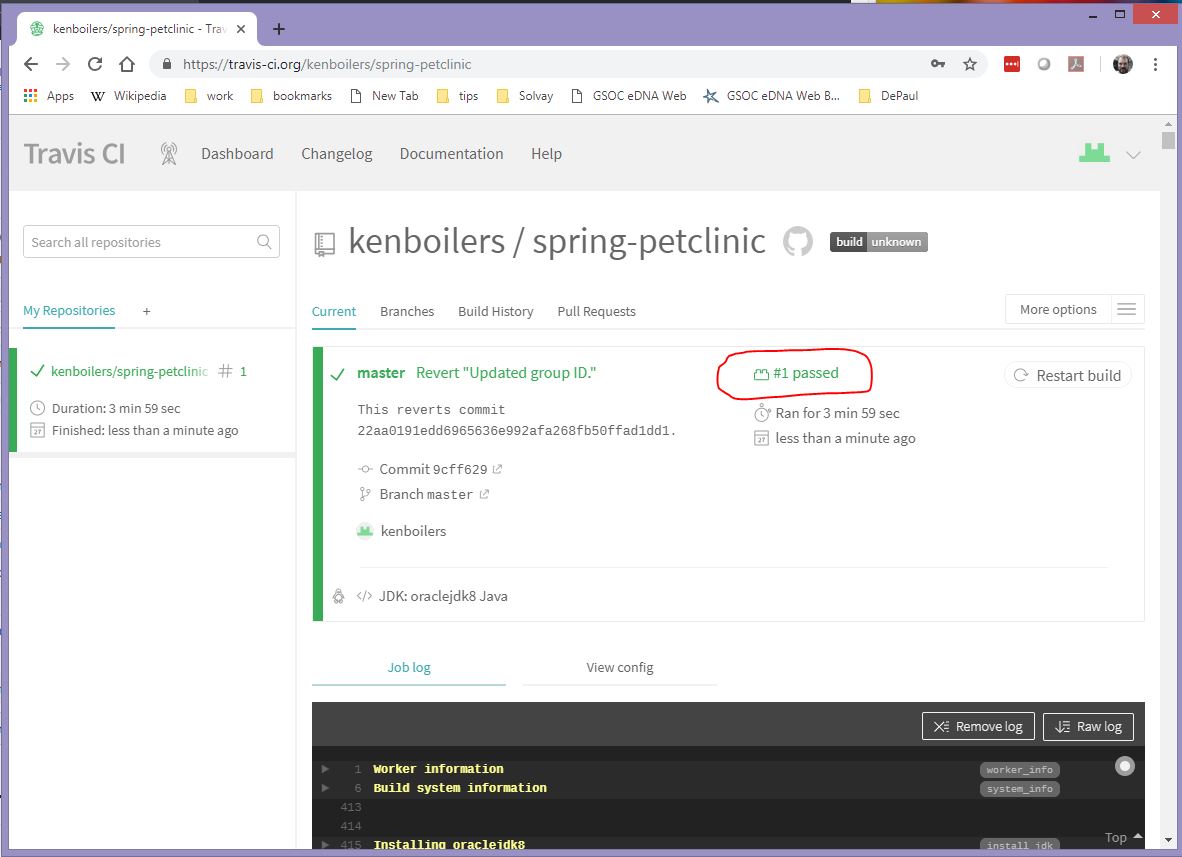 kenboilers/spring-petclinic - Trav
https://travis-ci.org/kenboilers/spring-petclinic
Apps Wikipedia work bookmarks New Tab tips Solvay GSOC eDNA Web GSOC eDNA Web B... DePaul
Travis CI Dashboard Changelog Documentation Help
Search all repositories
kenboilers / spring-petclinic build unknown
My Repositories +
Current Branches Build History Pull Requests More options
kenboilers/spring-petclinic # 1
Duration: 3 min 59 sec
Finished: less than a minute ago
master Revert "Updated group ID." #1 passed Restart build
This reverts commit
22aa0191edd6965636e992afa268fb50ffad1dd1.
Ran for 3 min 59 sec
less than a minute ago
Commit 9cff629
Branch master
kenboilers
JDK: oraclejdk8 Java
Job log View config
Remove log Raw log
1 Worker information worker_info
6 Build system information system_info
413
414
415 Installing oraclejdk8 install_jdk
Top